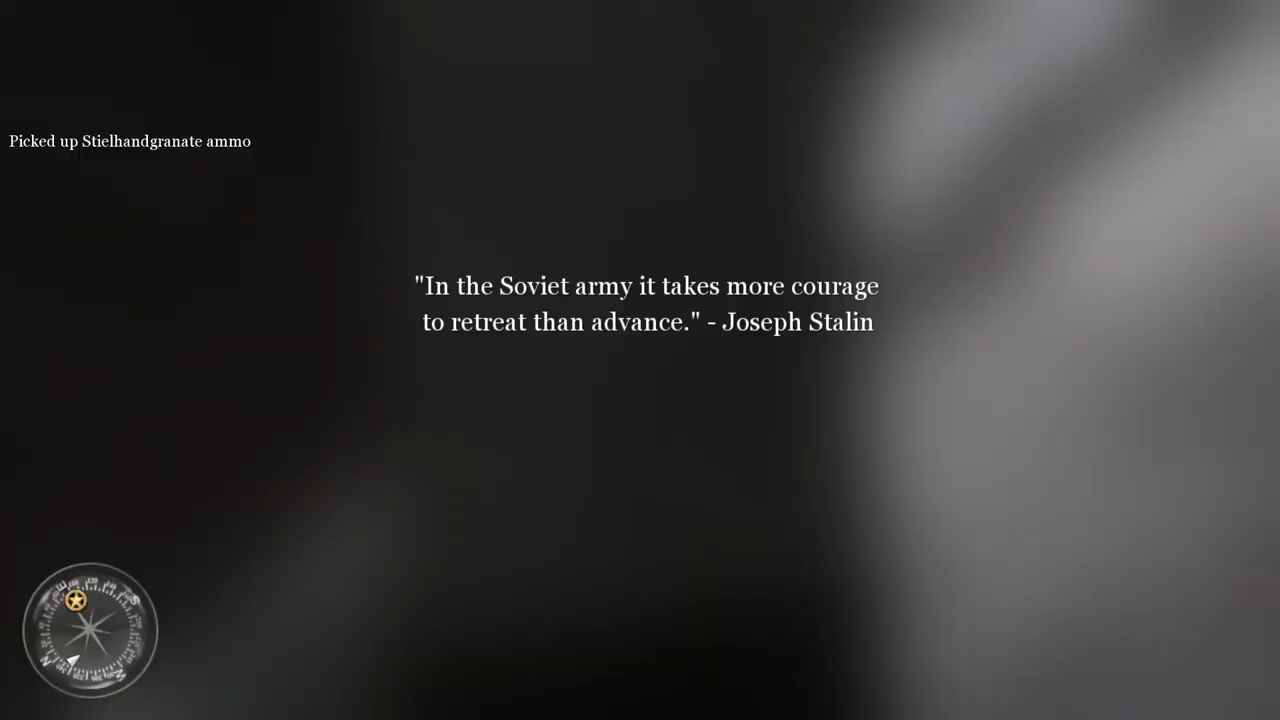 Picked up Stielhandgranate ammo
"In the Soviet army it takes more courage
to retreat than advance." - Joseph Stalin